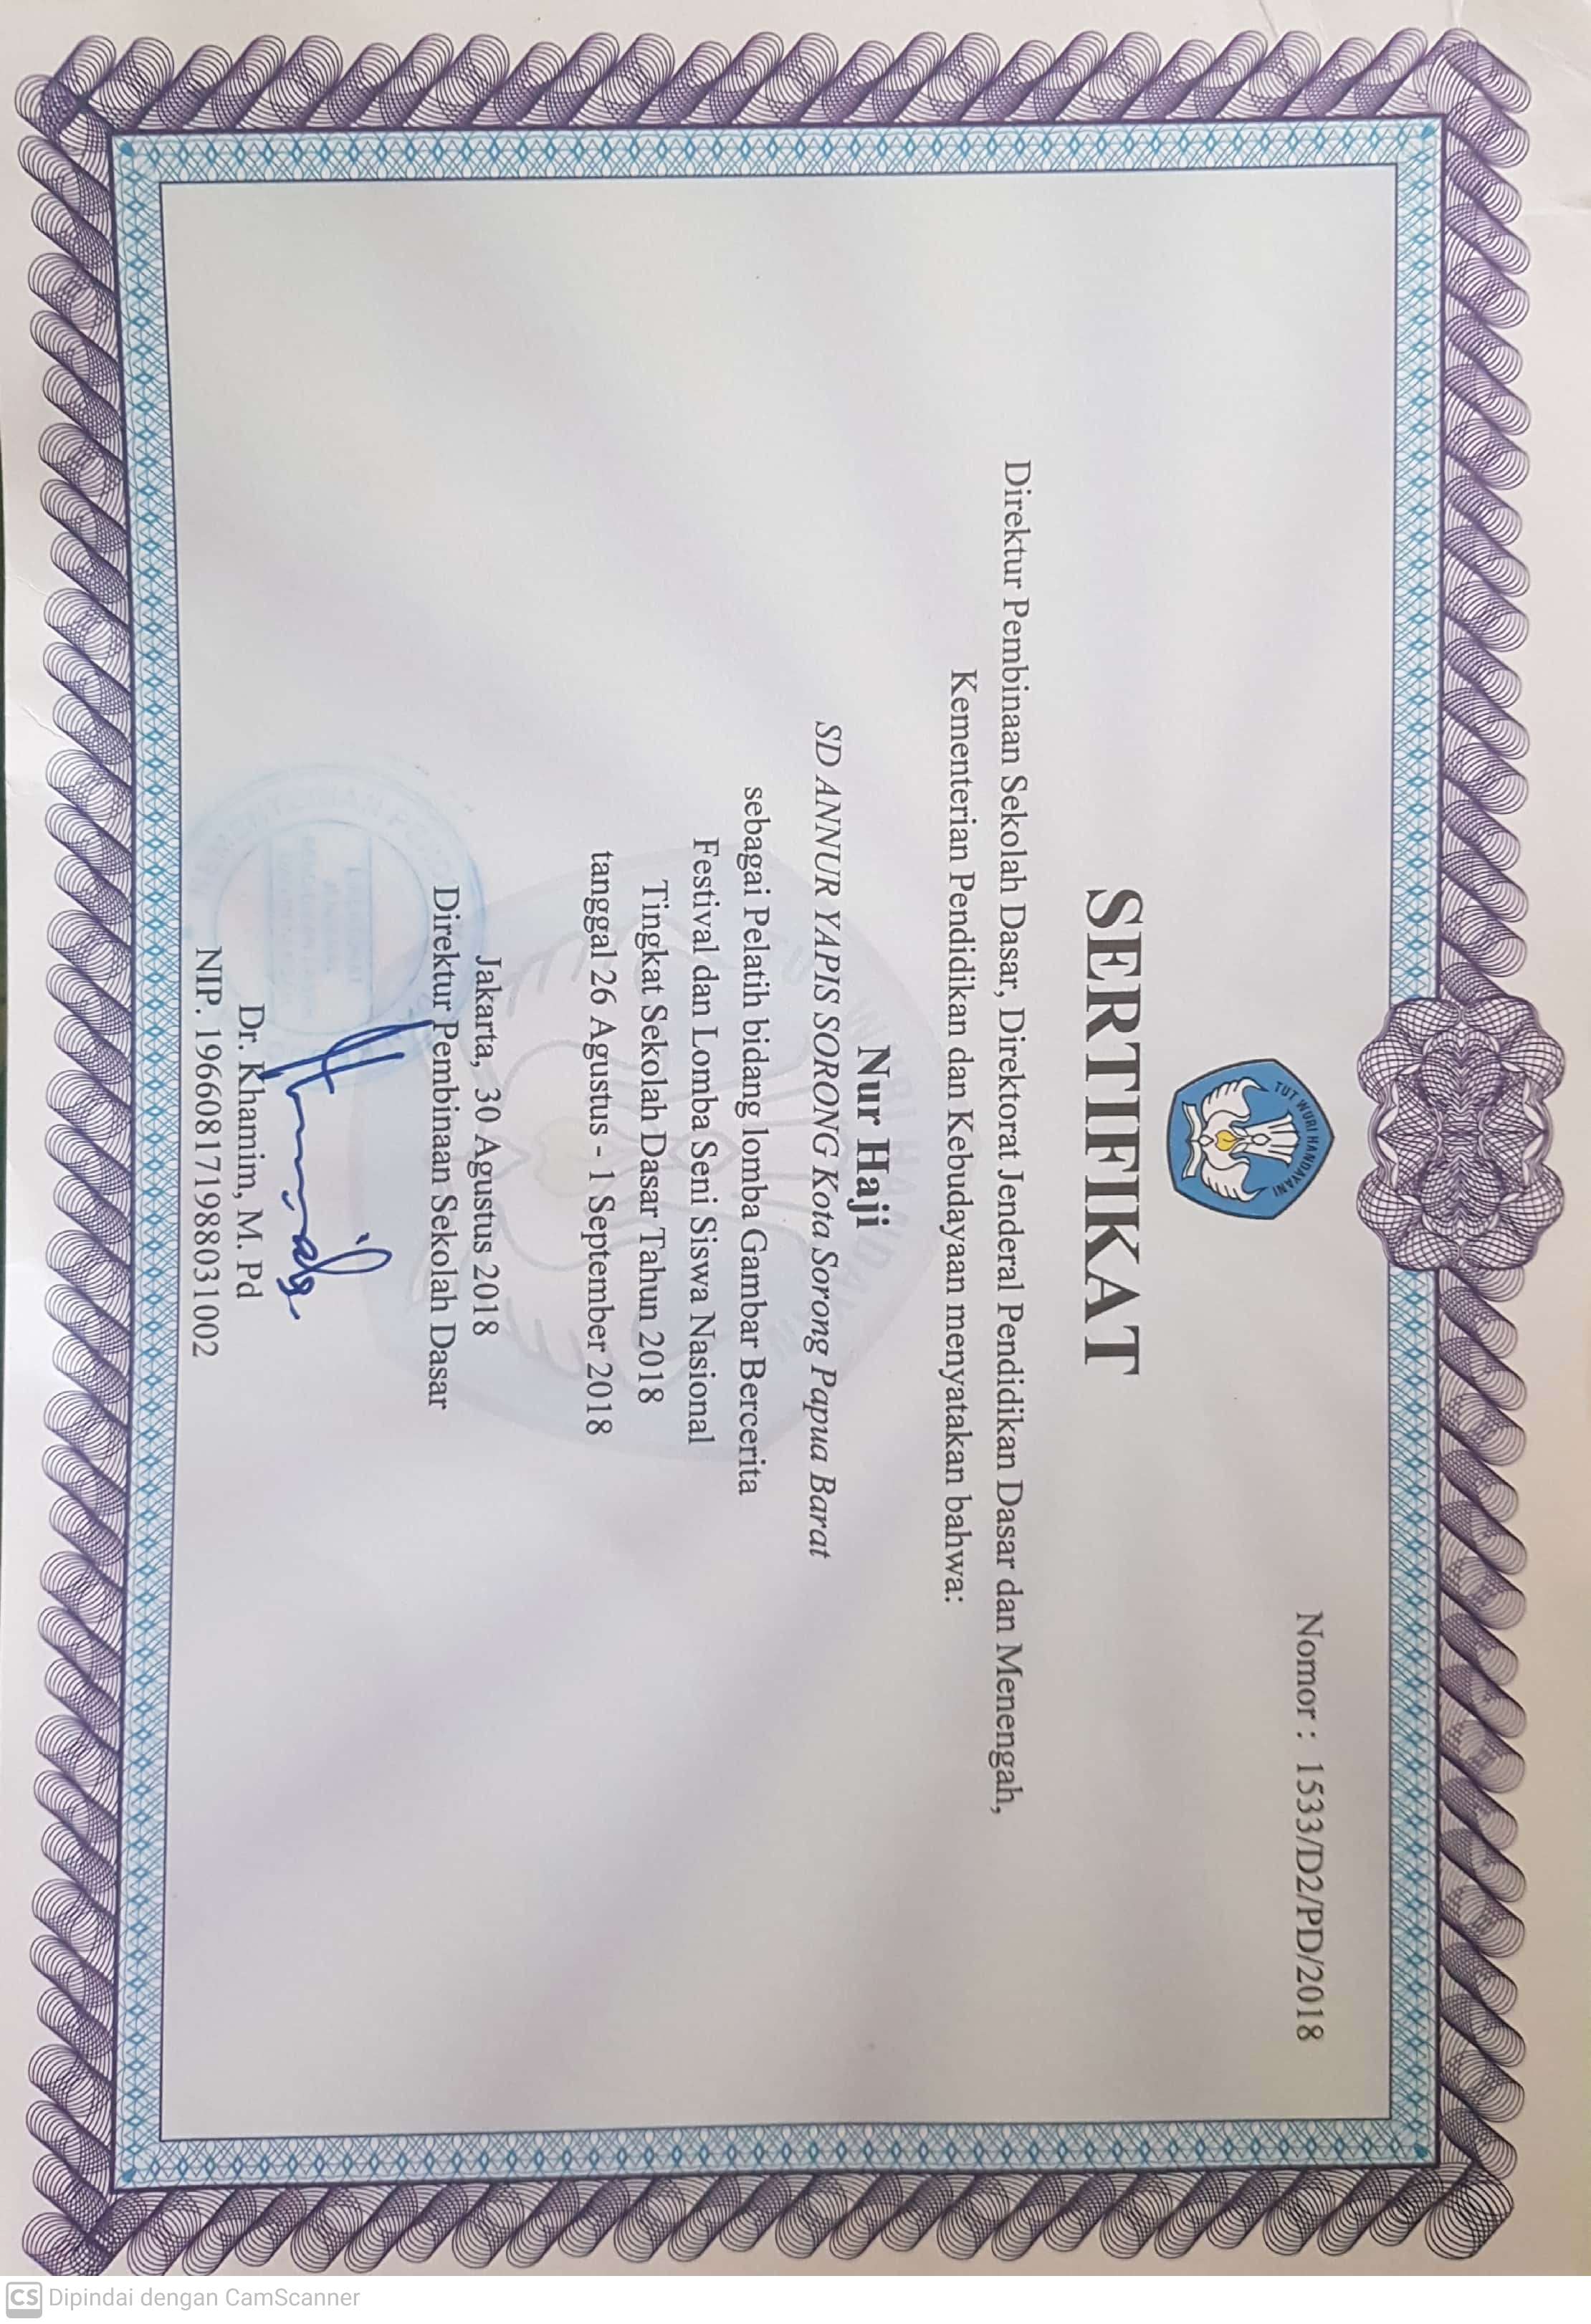 Nomor : 1533/D2/PD/2018
TUT WURI HANDAYANI
SERTIFIKAT
Direktur Pembinaan Sekolah Dasar, Direktorat Jenderal Pendidikan Dasar dan Menengah,
Kementerian Pendidikan dan Kebudayaan menyatakan bahwa:
Nur Haji
SD ANNUR YAPIS SORONG Kota Sorong Papua Barat
sebagai Pelatih bidang lomba Gambar Bercerita
Festival dan Lomba Seni Siswa Nasional
Tingkat Sekolah Dasar Tahun 2018
tanggal 26 Agustus - 1 September 2018
Jakarta, 30 Agustus 2018
Direktur Pembinaan Sekolah Dasar
Dr. Khamim, M. Pd
NIP. 196608171988031002
CS Dipindai dengan CamScanner